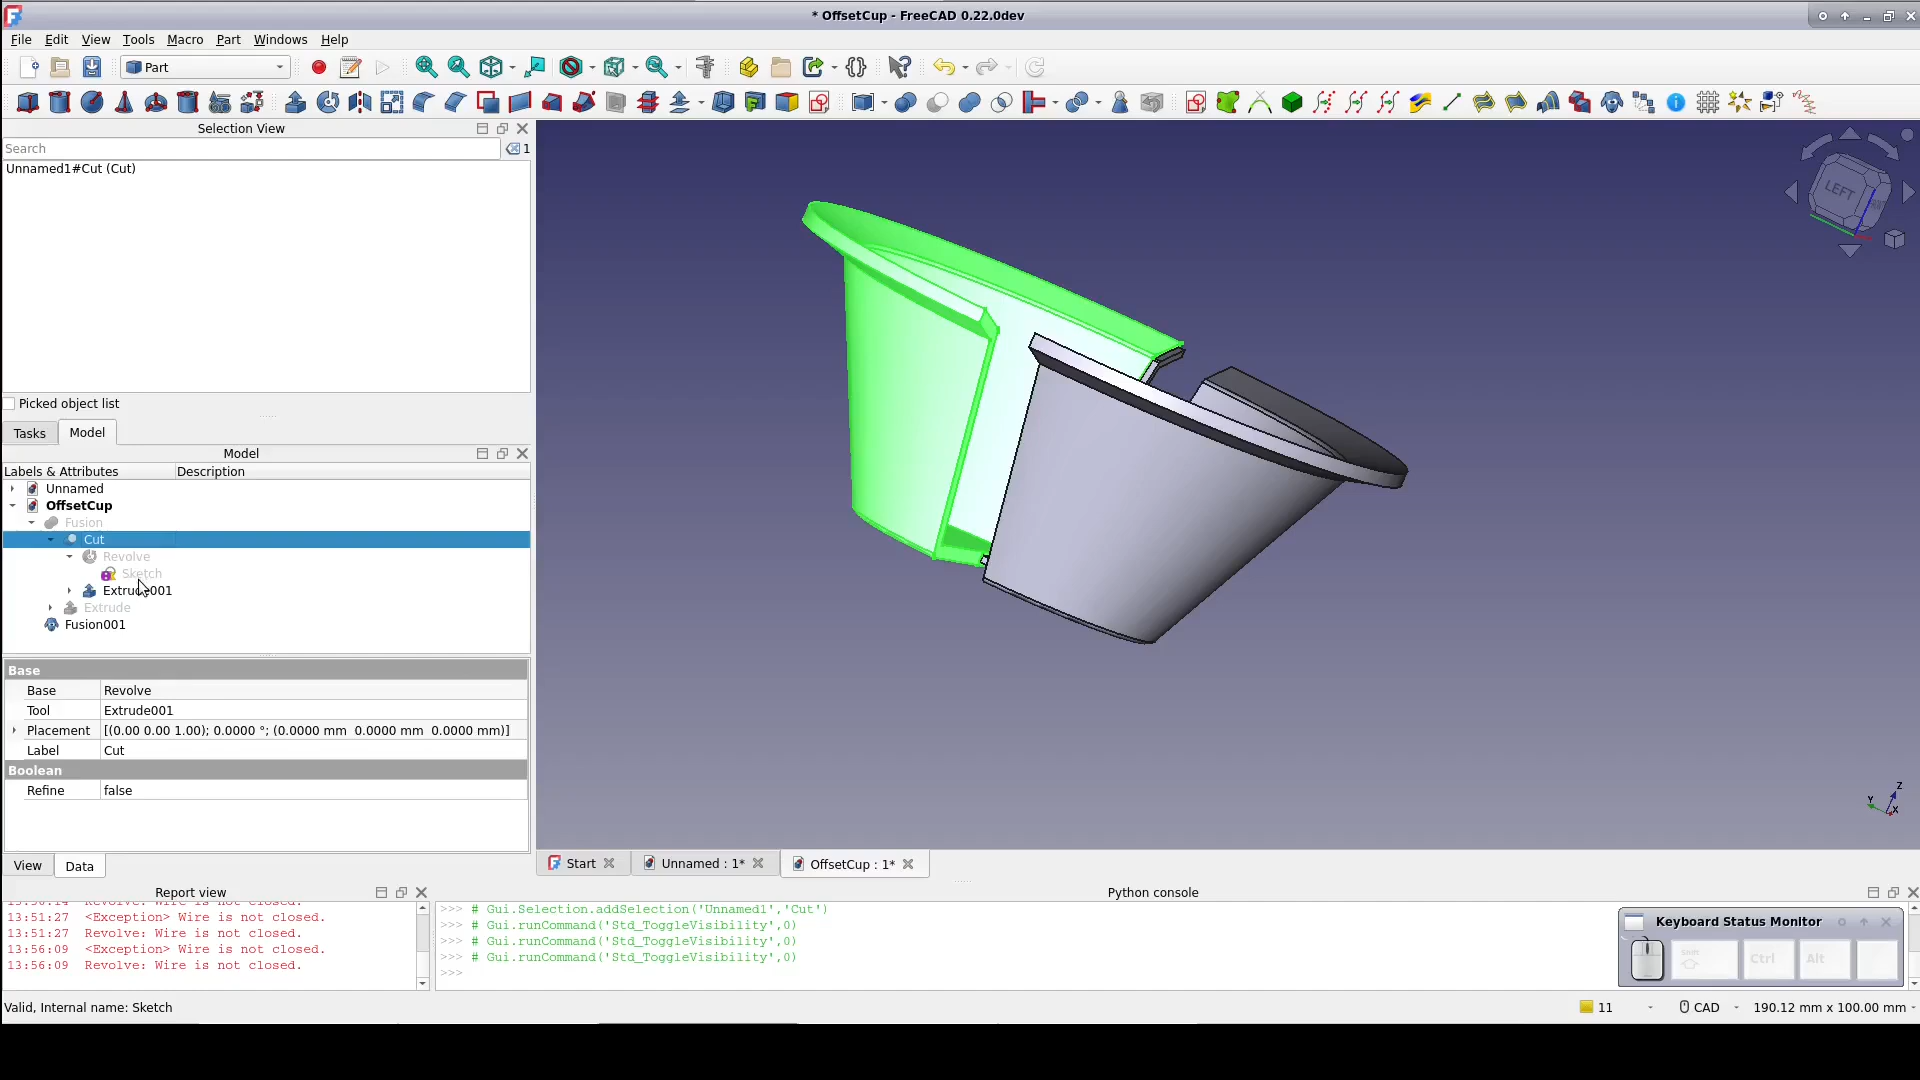 * OffsetCup - FreeCAD 0.22.0dev
File Edit View Tools Macro Part Windows Help
Part
Selection View
Search
1
Unnamed1#Cut (Cut)
Picked object list
Tasks Model
Model
Labels & Attributes Description
Unnamed
OffsetCup
Fusion
Cut
Revolve
Sketch
Extrude001
Extrude
Fusion001
Base
Base Revolve
Tool Extrude001
Placement [(0.00 0.00 1.00); 0.0000 °; (0.0000 mm 0.0000 mm 0.0000 mm)]
Label Cut
Boolean
Refine false
View Data
LEFT
Z
Y
X
Start
Unnamed : 1*
OffsetCup : 1*
Report view
13:51:27 <Exception> Wire is not closed.
13:51:27 Revolve: Wire is not closed.
13:56:09 <Exception> Wire is not closed.
13:56:09 Revolve: Wire is not closed.
Python console
>>> # Gui.Selection.addSelection('Unnamed1','Cut')
>>> # Gui.runCommand('Std_ToggleVisibility',0)
>>> # Gui.runCommand('Std_ToggleVisibility',0)
>>> # Gui.runCommand('Std_ToggleVisibility',0)
>>>
Keyboard Status Monitor
Shift Ctrl Alt
Valid, Internal name: Sketch
11
CAD
190.12 mm x 100.00 mm